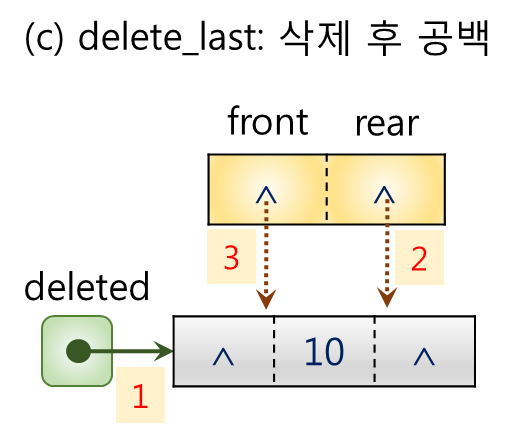 (c) delete_last: 삭제 후 공백
front rear
^ ^
3 2
deleted
^ 10 ^
1